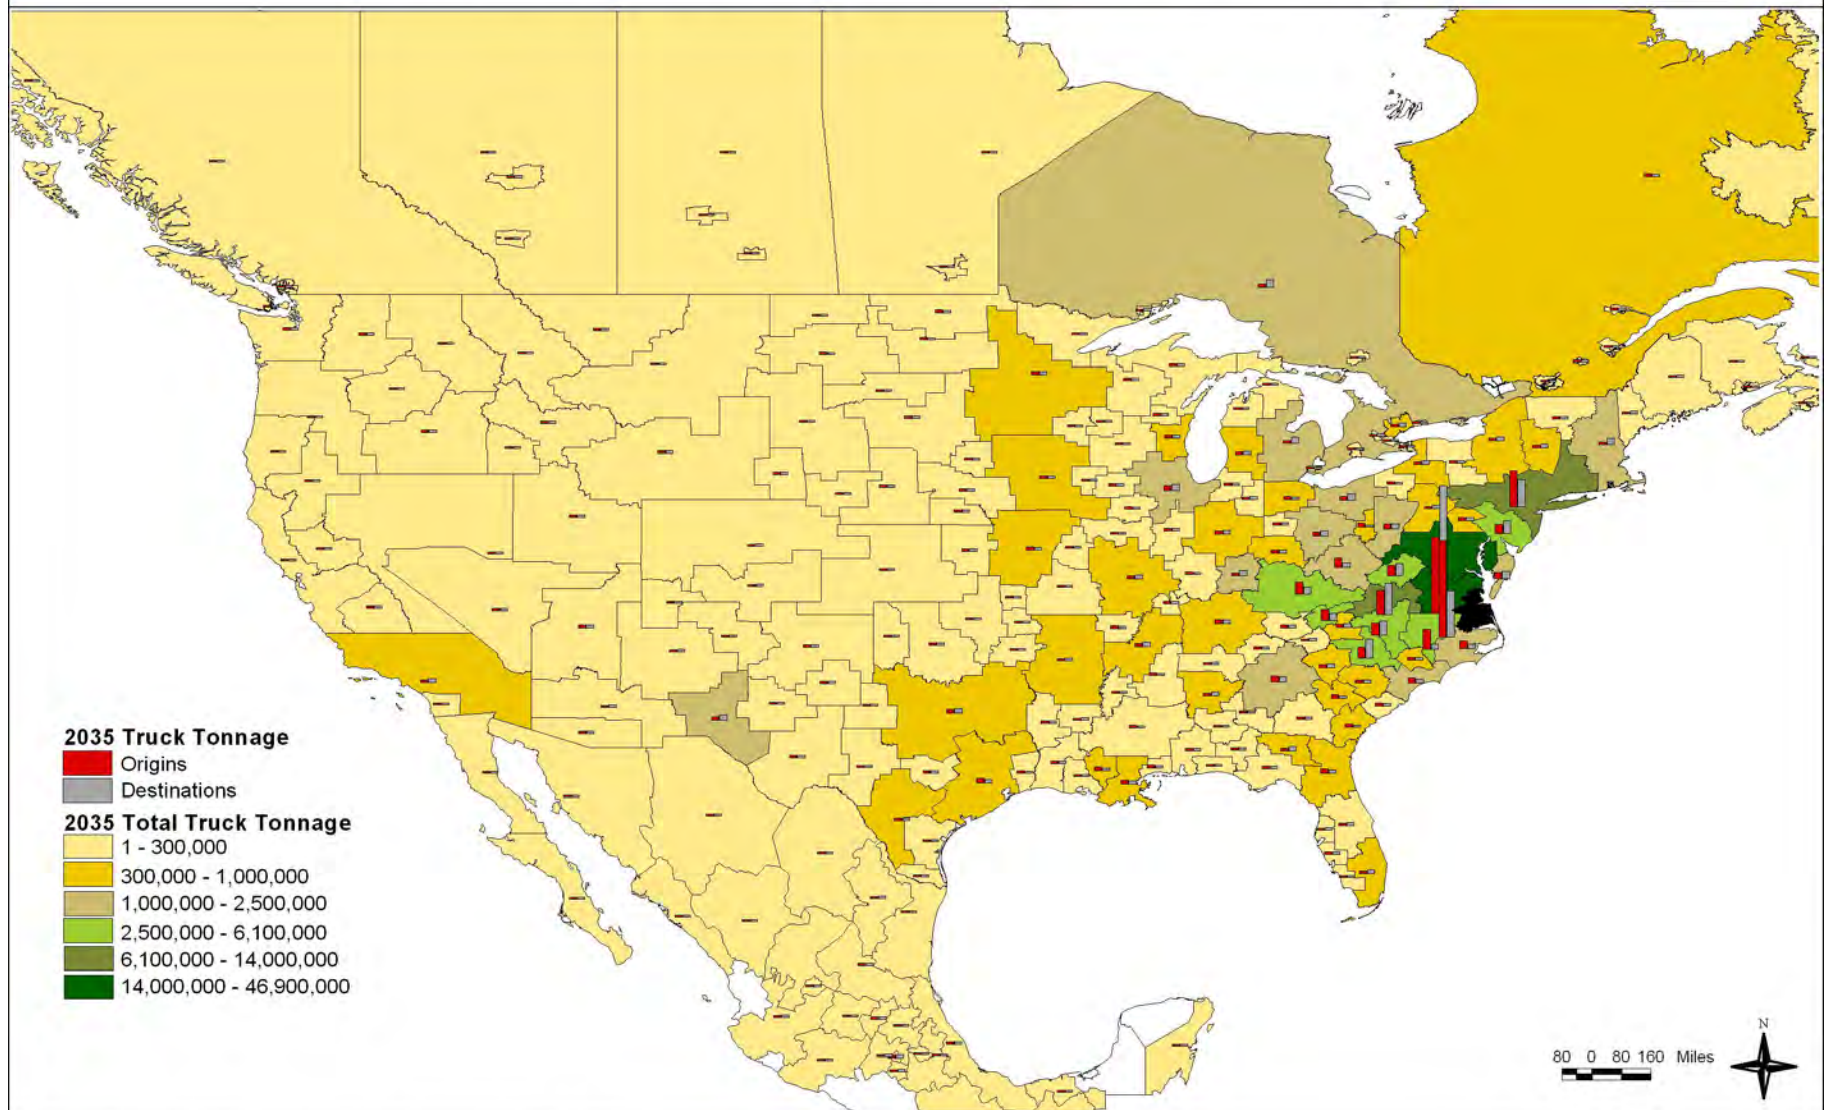 2035 Truck Tonnage
Origins
Destinations
2035 Total Truck Tonnage
1 - 300,000
300,000 - 1,000,000
1,000,000 - 2,500,000
2,500,000 - 6,100,000
6,100,000 - 14,000,000
14,000,000 - 46,900,000
N
80 0 80 160 Miles